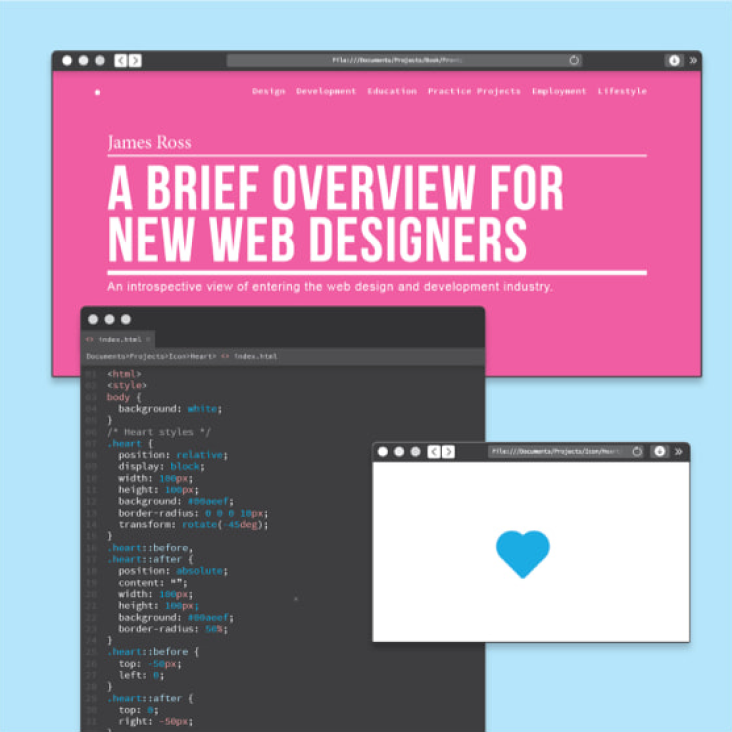 File:///Documents/Projects/Book/
Design Development Education Practice Projects Employment Lifestyle
James Ross
A BRIEF OVERVIEW FOR
NEW WEB DESIGNERS
An introspective view of entering the web design and development industry.
<> index.html ×
Documents>Projects>Icon>Heart> <> index.html
01 <html>
02 <style>
03 body {
04 background: white;
05 }
06 /* Heart styles */
07 .heart {
08 position: relative;
09 display: block;
10 width: 100px;
11 height: 100px;
12 background: #00aeef;
13 border-radius: 0 0 0 10px;
14 transform: rotate(-45deg);
15 }
16 .heart::before,
17 .heart::after {
18 position: absolute;
19 content: “”;
20 width: 100px;
21 height: 100px;
22 background: #00aeef;
23 border-radius: 50%;
24 }
25 .heart::before {
26 top: -50px;
27 left: 0;
28 }
29 .heart::after {
30 top: 0;
31 right: -50px;
}
File:///Documents/Projects/Icon/Heart